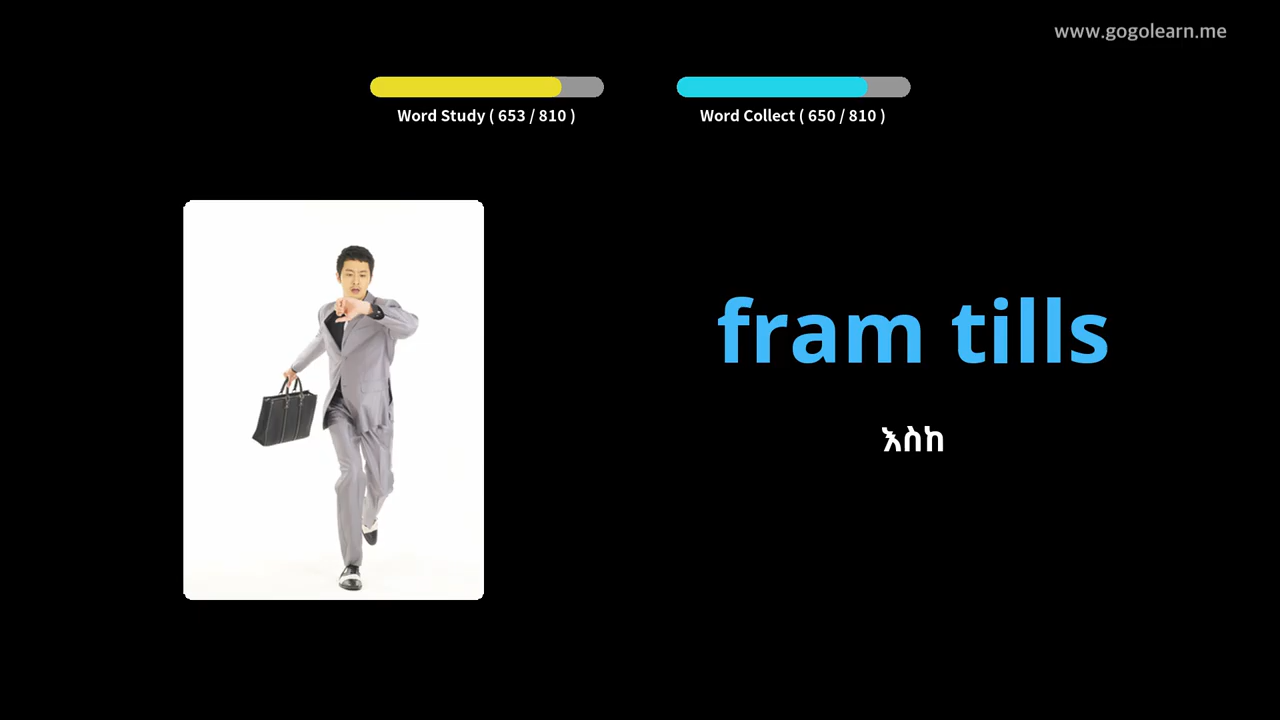 www.gogolearn.me
Word Study ( 653 / 810 )
Word Collect ( 650 / 810 )
fram tills
እስከ